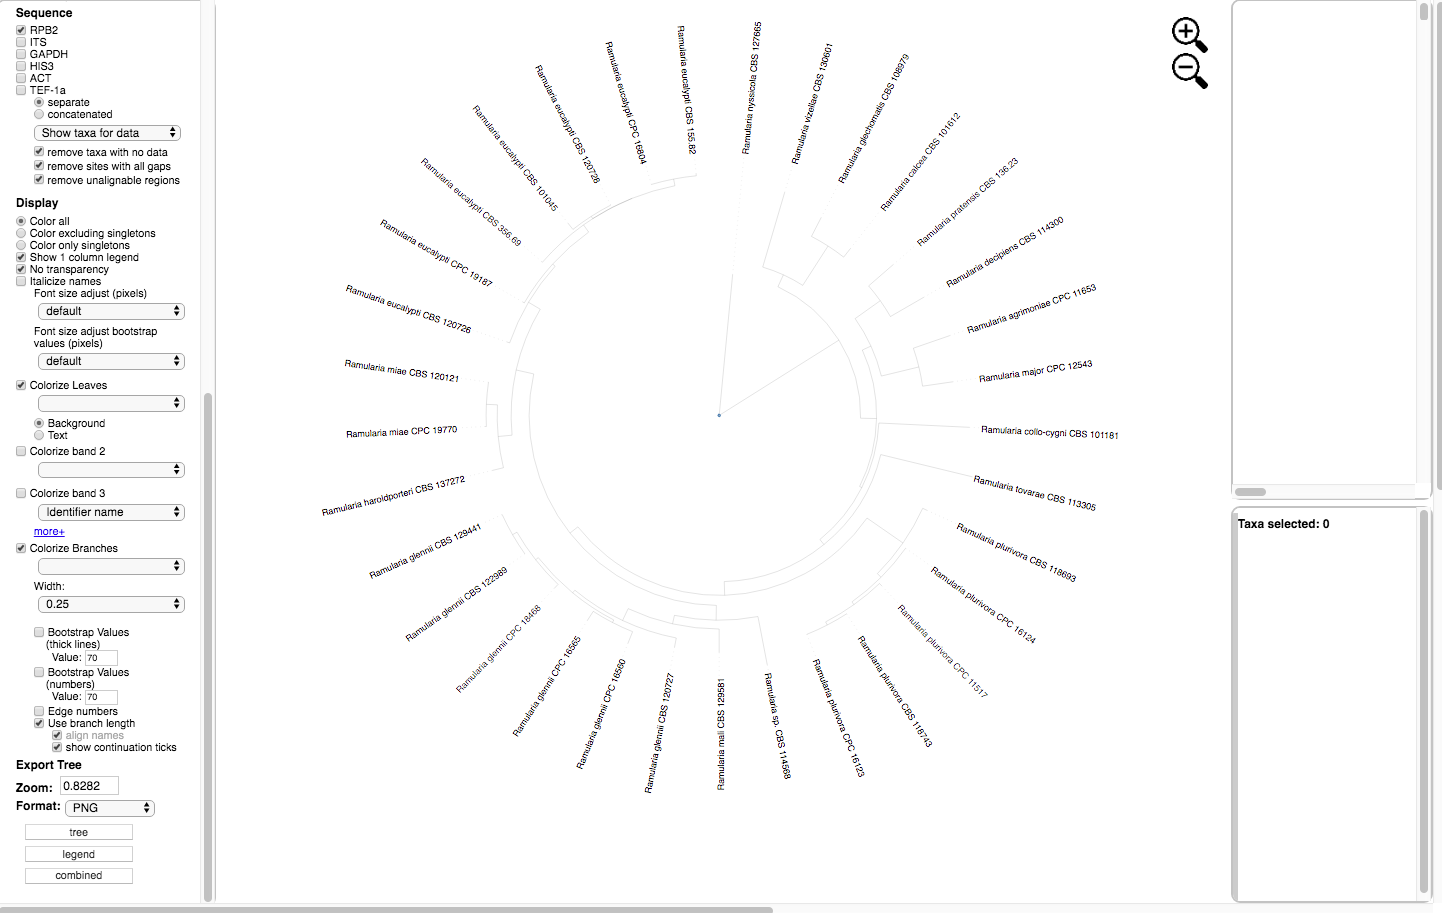 Sequence
RPB2
ITS
GAPDH
HIS3
ACT
TEF-1a
separate
concatenated
Show taxa for data
remove taxa with no data
remove sites with all gaps
remove unalignable regions
Display
Color all
Color excluding singletons
Color only singletons
Show 1 column legend
No transparency
Italicize names
Font size adjust (pixels)
default
Font size adjust bootstrap
values (pixels)
default
Colorize Leaves
Background
Text
Colorize band 2
Colorize band 3
Identifier name
more+
Colorize Branches
Width:
0.25
Bootstrap Values
(thick lines)
Value: 70
Bootstrap Values
(numbers)
Value: 70
Edge numbers
Use branch length
align names
show continuation ticks
Export Tree
Zoom: 0.8282
Format: PNG
tree
legend
combined
Ramularia nyssicola CBS 127665
Ramularia vizellae CBS 130601
Ramularia glechomatis CBS 108979
Ramularia calcea CBS 101612
Ramularia pratensis CBS 136.23
Ramularia decipiens CBS 114300
Ramularia agrimoniae CPC 11653
Ramularia major CPC 12543
Ramularia collo-cygni CBS 101181
Ramularia tovarae CBS 113305
Ramularia plurivora CBS 118693
Ramularia plurivora CPC 16124
Ramularia plurivora CPC 11517
Ramularia plurivora CBS 118743
Ramularia plurivora CPC 16123
Ramularia sp. CBS 114568
Ramularia mali CBS 129581
Ramularia glennii CBS 120727
Ramularia glennii CPC 16560
Ramularia glennii CPC 16565
Ramularia glennii CPC 18468
Ramularia glennii CBS 122989
Ramularia glennii CBS 129441
Ramularia haroldporteri CBS 137272
Ramularia miae CPC 19770
Ramularia miae CBS 120121
Ramularia eucalypti CBS 120726
Ramularia eucalypti CPC 19187
Ramularia eucalypti CBS 356.69
Ramularia eucalypti CBS 101045
Ramularia eucalypti CBS 120728
Ramularia eucalypti CPC 16804
Ramularia eucalypti CBS 155.82
Taxa selected: 0